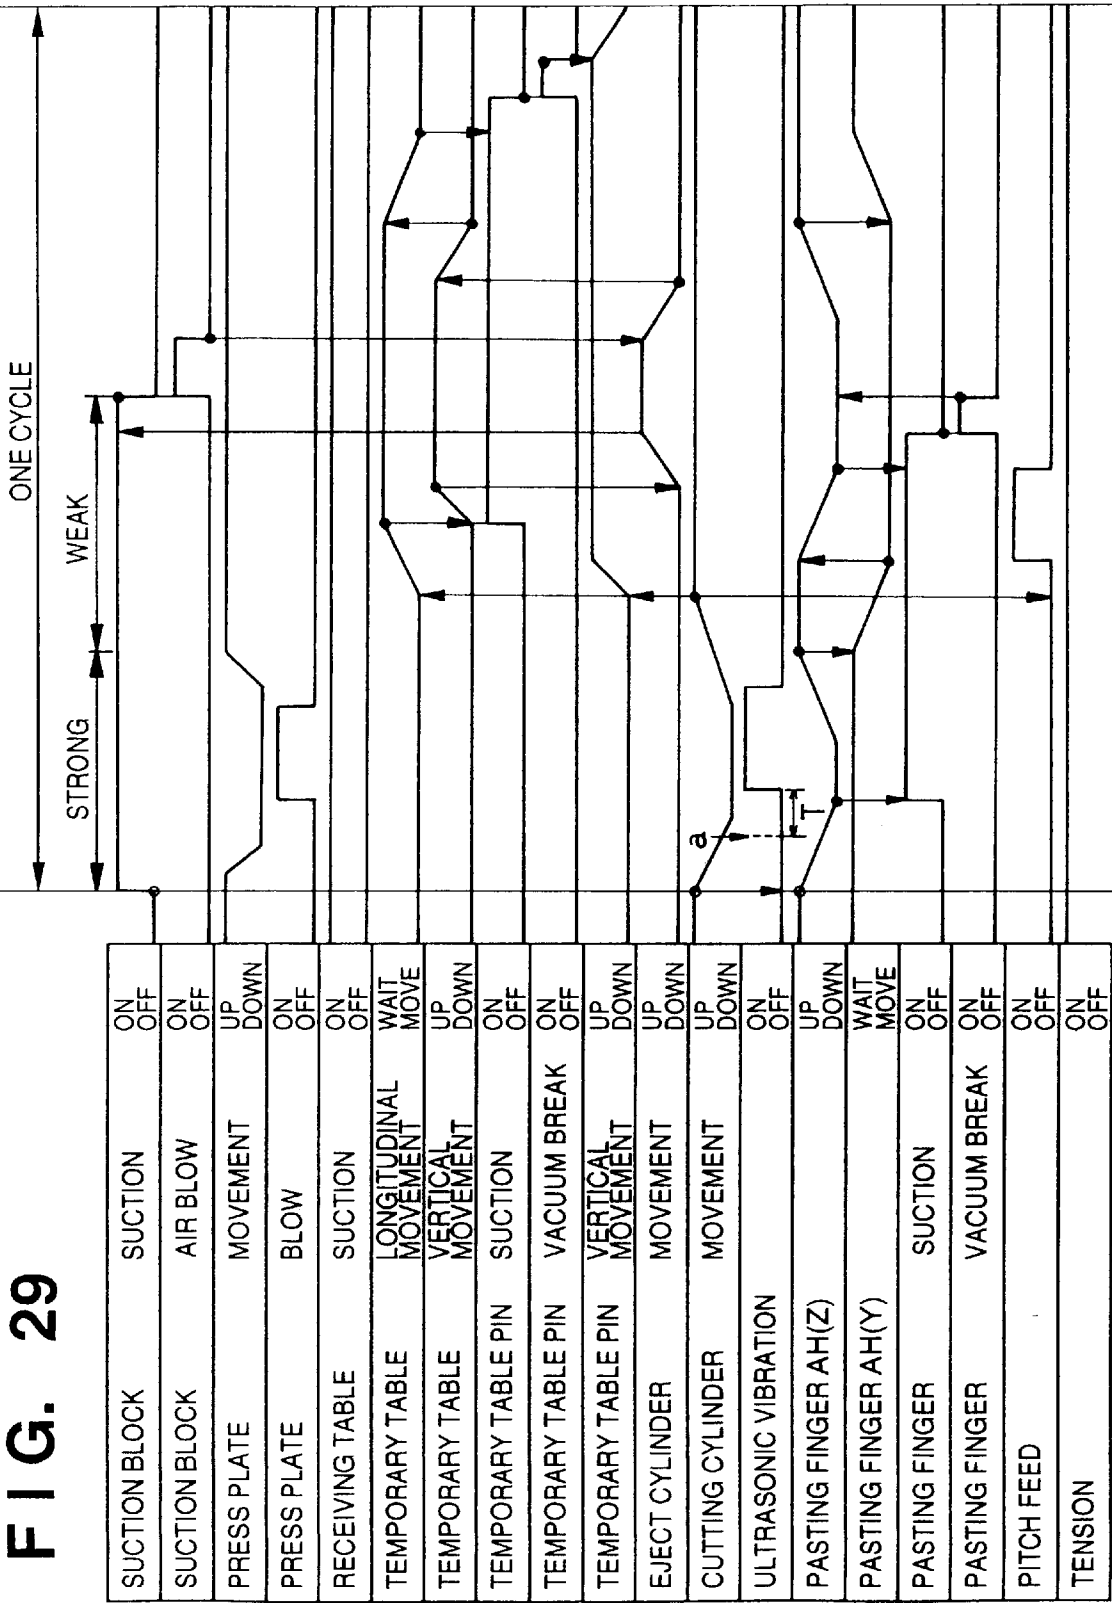 FIG. 29
ONE CYCLE
STRONG WEAK
SUCTION BLOCK SUCTION ON OFF
SUCTION BLOCK AIR BLOW ON OFF
PRESS PLATE MOVEMENT UP DOWN
PRESS PLATE BLOW ON OFF
RECEIVING TABLE SUCTION ON OFF
TEMPORARY TABLE LONGITUDINAL MOVEMENT WAIT MOVE
TEMPORARY TABLE VERTICAL MOVEMENT UP DOWN
TEMPORARY TABLE PIN SUCTION ON OFF
TEMPORARY TABLE PIN VACUUM BREAK ON OFF
TEMPORARY TABLE PIN VERTICAL MOVEMENT UP DOWN
EJECT CYLINDER MOVEMENT UP DOWN
CUTTING CYLINDER MOVEMENT UP DOWN
a
ULTRASONIC VIBRATION ON OFF
T
PASTING FINGER AH(Z) UP DOWN
PASTING FINGER AH(Y) WAIT MOVE
PASTING FINGER SUCTION ON OFF
PASTING FINGER VACUUM BREAK ON OFF
PITCH FEED ON OFF
TENSION ON OFF